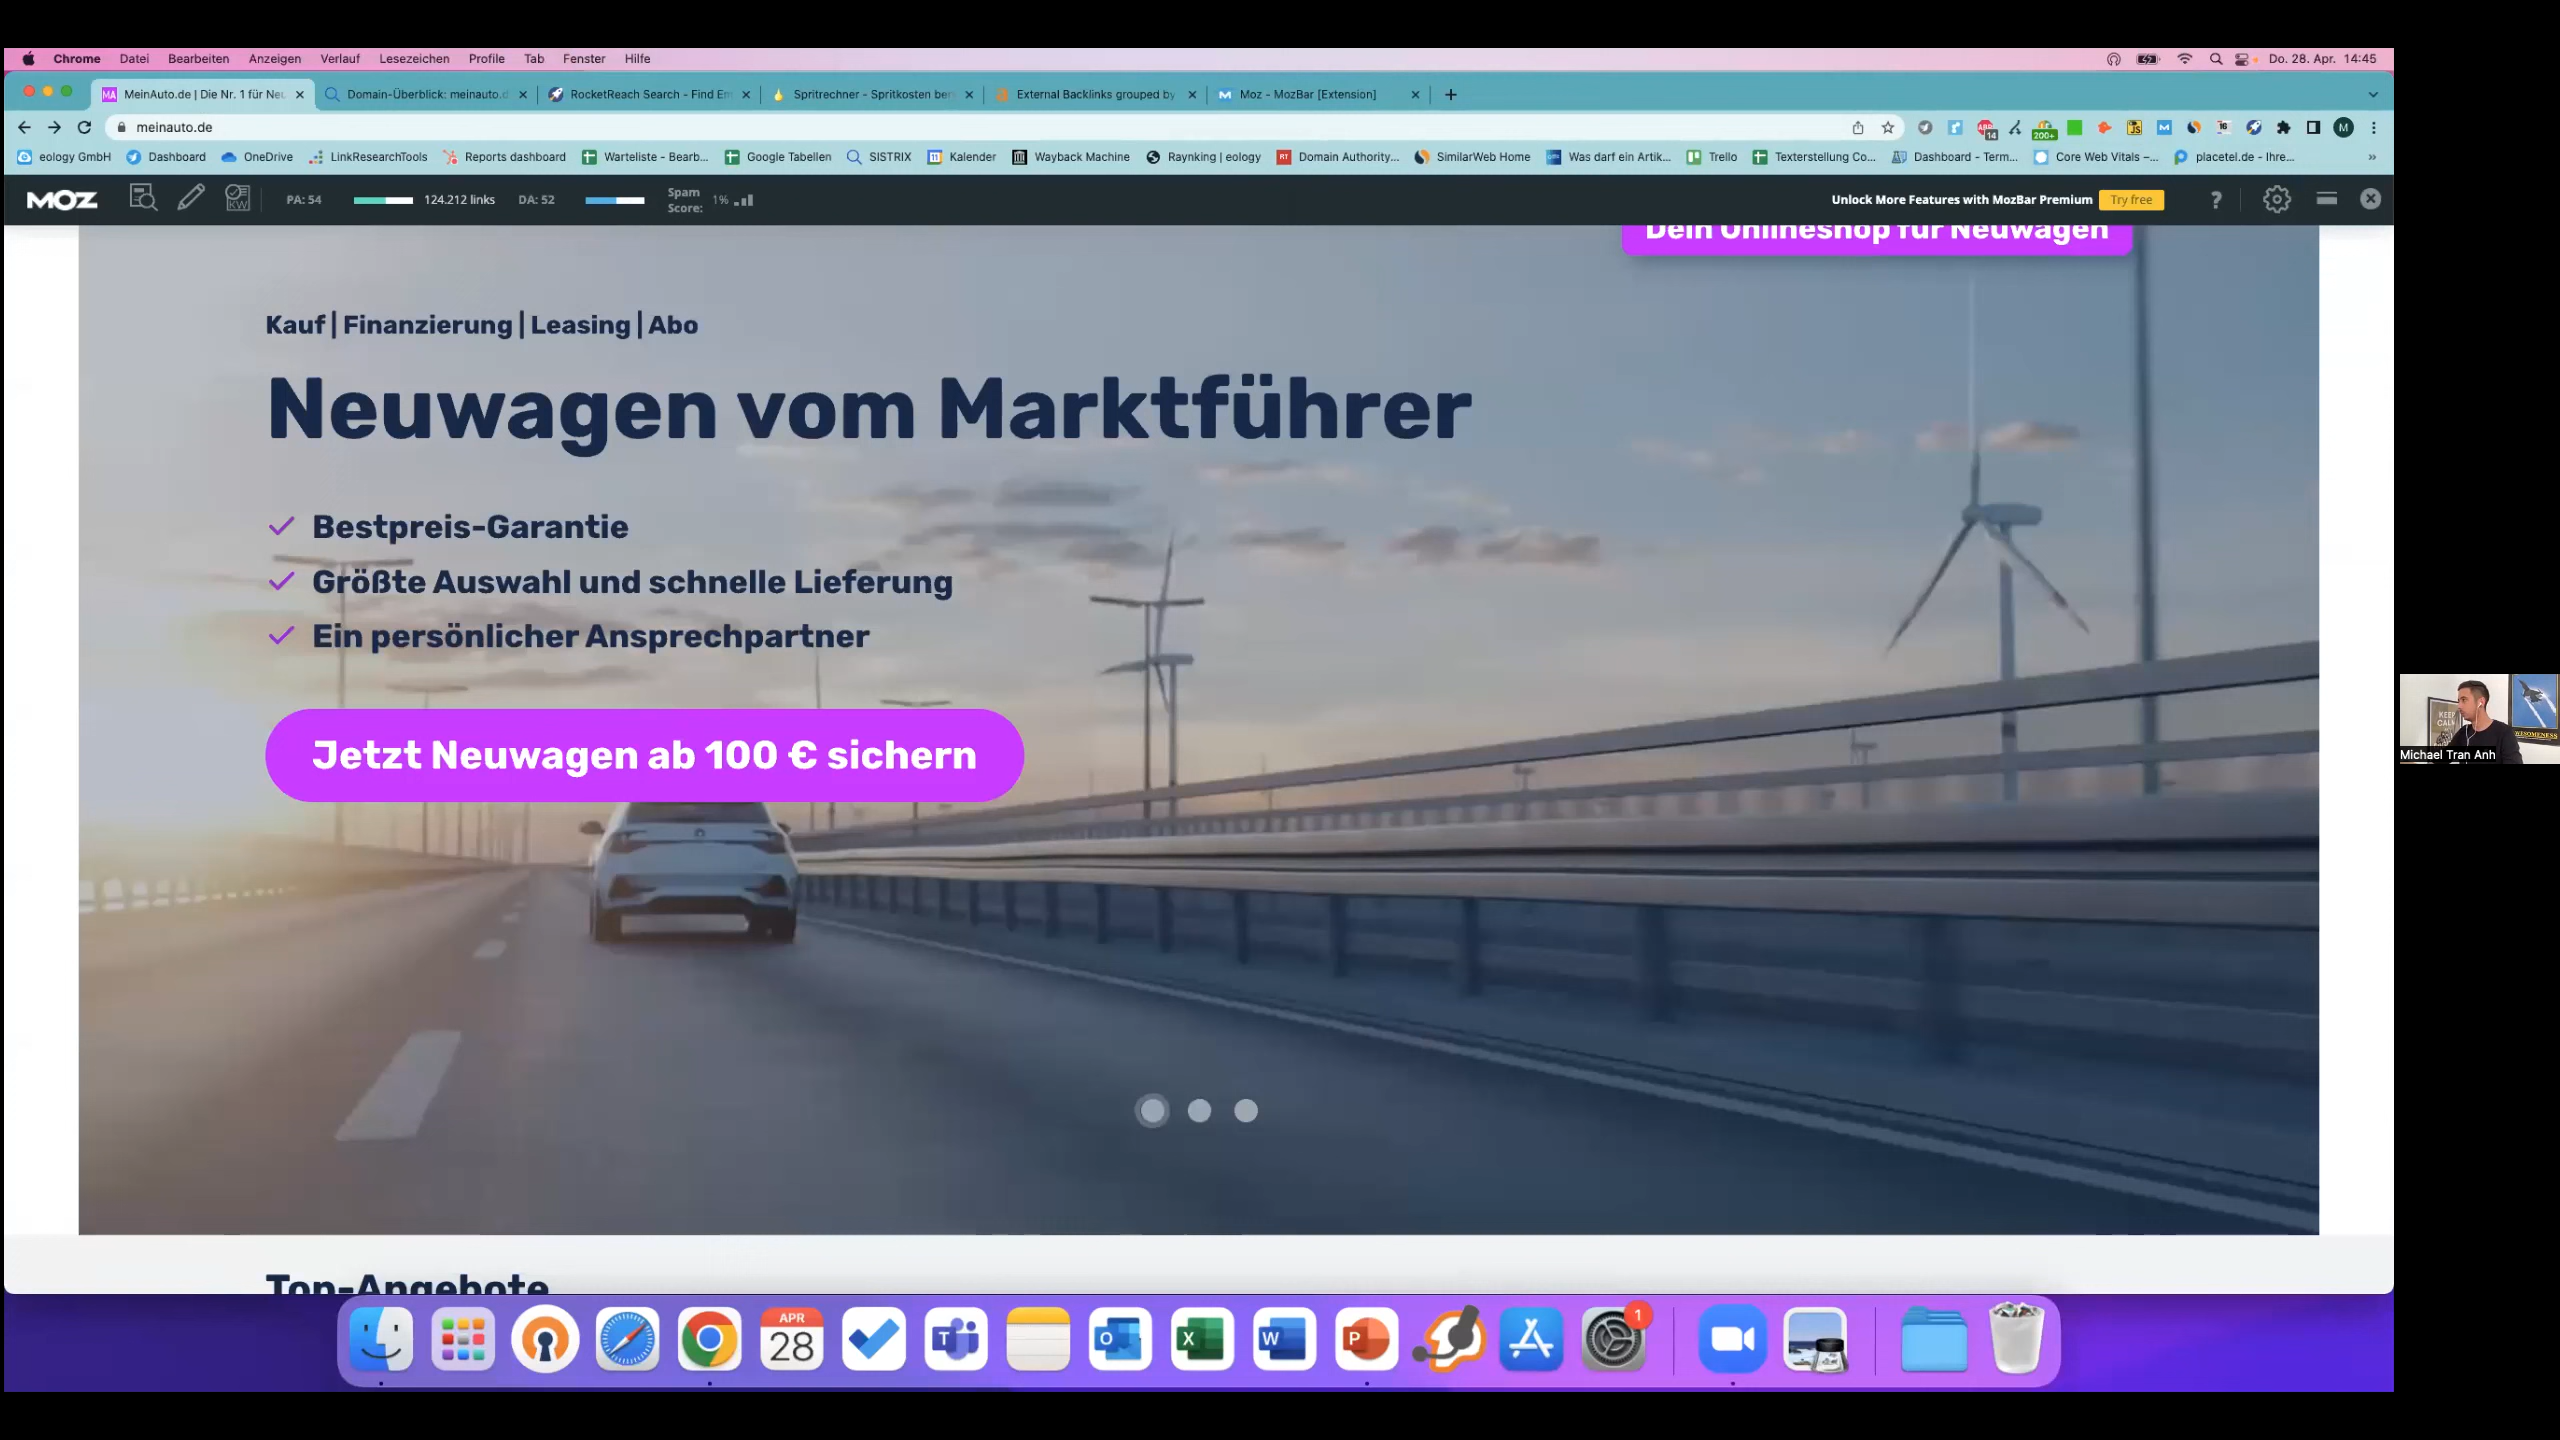 Chrome Datei Bearbeiten Anzeigen Verlauf Lesezeichen Profile Tab Fenster Hilfe Do. 28. Apr. 14:45
MeinAuto.de | Die Nr. 1 für Neu Domain-Überblick: meinauto.d RocketReach Search - Find Em Spritrechner - Spritkosten ber External Backlinks grouped by Moz - MozBar [Extension]
meinauto.de 14 200+ M
eology GmbH Dashboard OneDrive LinkResearchTools Reports dashboard Warteliste - Bearb... Google Tabellen SISTRIX Kalender Wayback Machine Raynking | eology Domain Authority... SimilarWeb Home Was darf ein Artik... Trello Texterstellung Co... Dashboard - Term... Core Web Vitals –... placetel.de - Ihre... »
MOZ PA: 54 124.212 links DA: 52 Spam Score: 1% Unlock More Features with MozBar Premium Try free ?
Dein Onlineshop für Neuwagen
Kauf | Finanzierung | Leasing | Abo
Neuwagen vom Marktführer
Bestpreis-Garantie
Größte Auswahl und schnelle Lieferung
Ein persönlicher Ansprechpartner
Jetzt Neuwagen ab 100 € sichern
KEEP CALM
Michael Tran Anh
Top-Angebote
APR
28
1